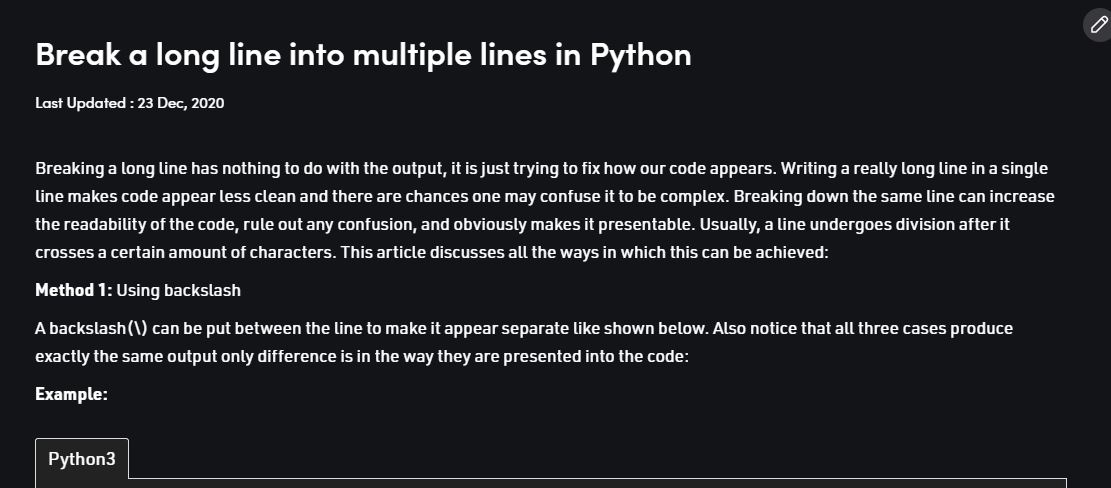 Break a long line into multiple lines in Python
Last Updated : 23 Dec, 2020
Breaking a long line has nothing to do with the output, it is just trying to fix how our code appears. Writing a really long line in a single
line makes code appear less clean and there are chances one may confuse it to be complex. Breaking down the same line can increase
the readability of the code, rule out any confusion, and obviously makes it presentable. Usually, a line undergoes division after it
crosses a certain amount of characters. This article discusses all the ways in which this can be achieved:
Method 1: Using backslash
A backslash(\) can be put between the line to make it appear separate like shown below. Also notice that all three cases produce
exactly the same output only difference is in the way they are presented into the code:
Example:
Python3